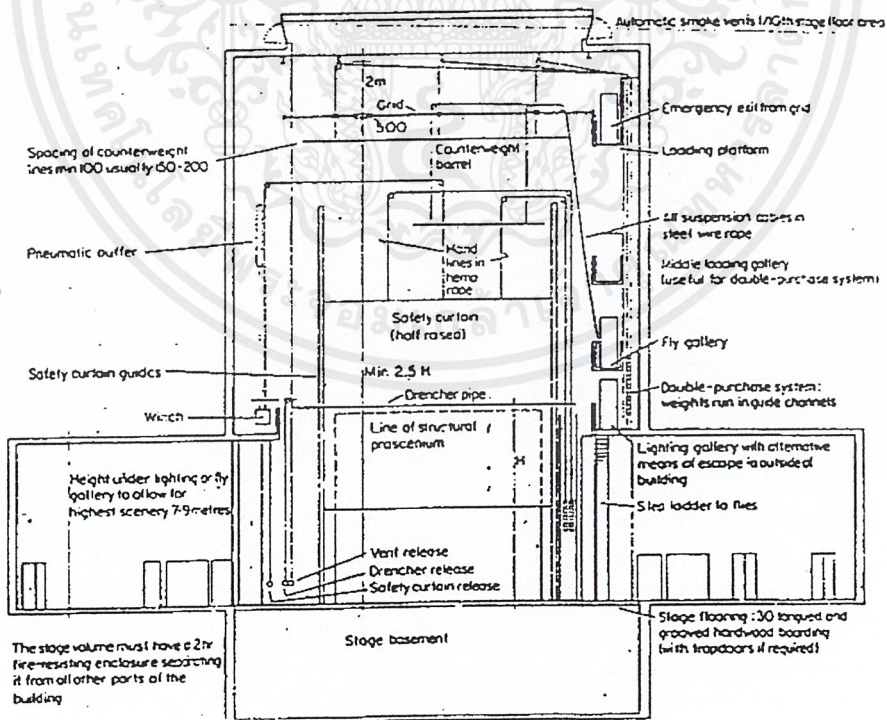 Automatic smoke vents 1/10th stage floor area
2m
Grid
300
Emergency exit from grid
Loading platform
Spacing of counterweight
lines min 100 usually 150-200
Counterweight
barrel
All suspension cables in
steel wire rope
Pneumatic buffer
Hand
lines in
hemp
rope
Middle loading gallery
(useful for double-purchase system)
Safety curtain
(half raised)
Fly gallery
Safety curtain guides
Min. 2.5 H
Drencher pipe
Double-purchase system:
weights run in guide channels
Winch
Line of structural
proscenium
H
Lighting gallery with alternative
means of escape to outside of
building
Height under lighting or fly
gallery to allow for
highest scenery 7-9 metres
Step ladder to flies
Vent release
Drencher release
Safety curtain release
Stage flooring: 30 tongued and
grooved hardwood boarding
(with trapdoors if required)
Stage basement
The stage volume must have a 2hr
fire-resisting enclosure separating
it from all other parts of the
building